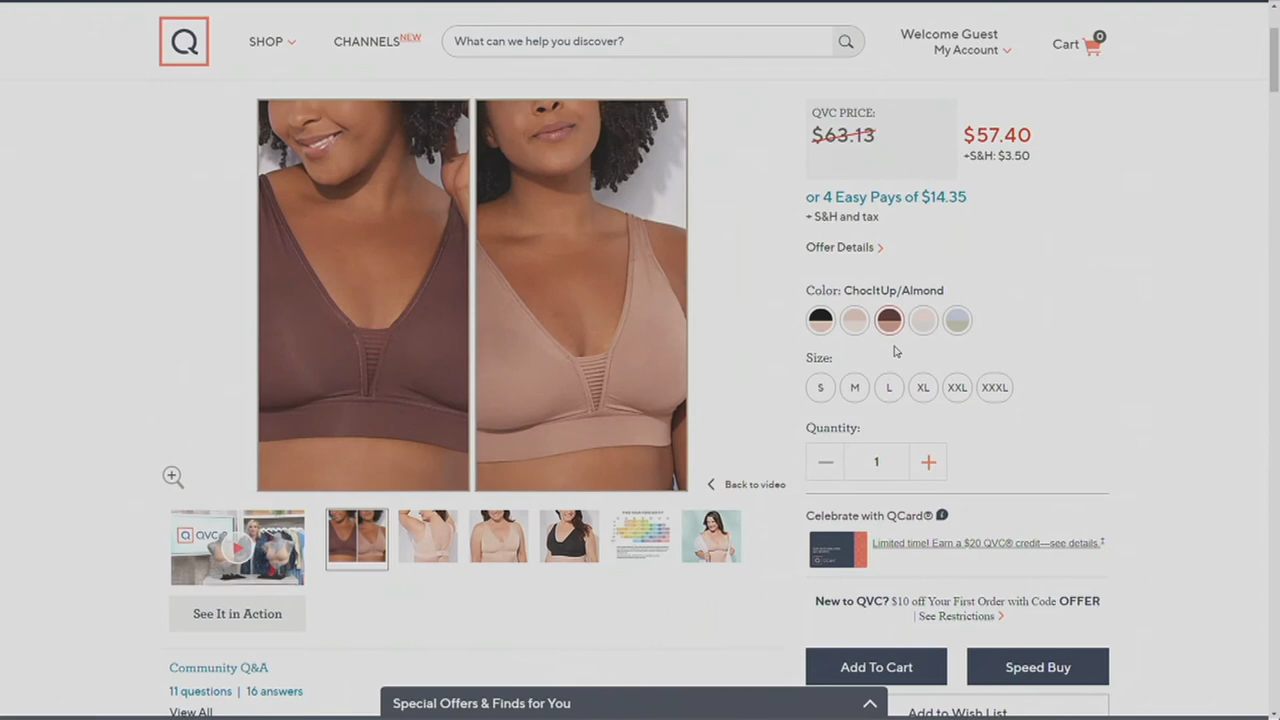 Q
SHOP
CHANNELS NEW
What can we help you discover?
Welcome Guest
My Account
Cart
0
QVC PRICE:
$63.13
$57.40
+S&H: $3.50
or 4 Easy Pays of $14.35
+ S&H and tax
Offer Details
Color: ChocItUp/Almond
Size:
S M L XL XXL XXXL
Quantity:
1
Back to video
Celebrate with QCard®
Limited time! Earn a $20 QVC® credit—see details.‡
New to QVC? $10 off Your First Order with Code OFFER
| See Restrictions
Q QVC
See It in Action
Add To Cart
Speed Buy
Community Q&A
11 questions | 16 answers
View All
Special Offers & Finds for You
Add to Wish List